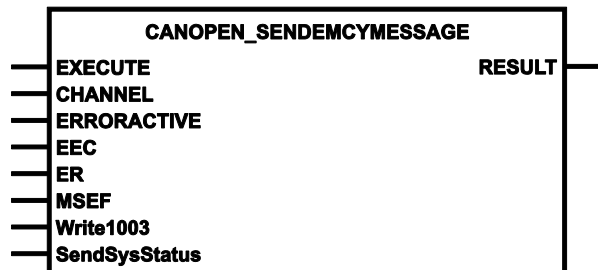 CANOPEN_SENDEMCYMESSAGE
EXECUTE RESULT
CHANNEL
ERRORACTIVE
EEC
ER
MSEF
Write1003
SendSysStatus